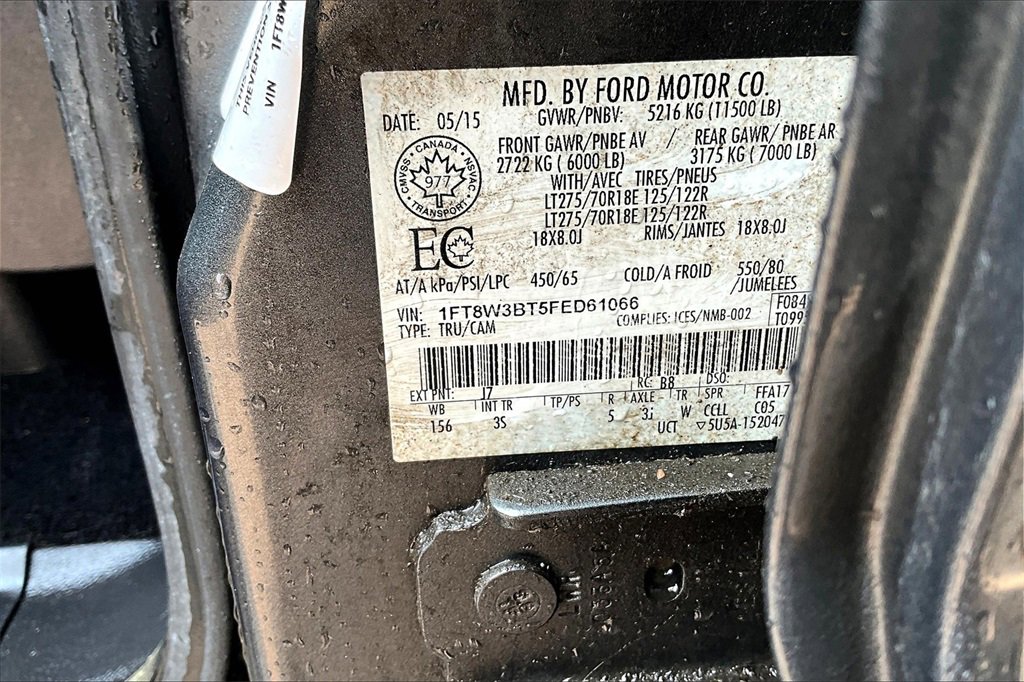 PREVENTION
VIN 1FT8W
MFD. BY FORD MOTOR CO.
DATE: 05/15 GVWR/PNBV: 5216 KG (11500 LB)
FRONT GAWR/PNBE AV / REAR GAWR/ PNBE AR
2722 KG ( 6000 LB) 3175 KG ( 7000 LB)
WITH/AVEC TIRES/PNEUS
LT275/70R18E 125/122R
LT275/70R18E 125/122R
18X8.0J RIMS/JANTES 18X8.0J
CMVSS • CANADA • NSVAC • TRANSPORT •
977
EC
AT/A kPa/PSI/LPC 450/65 COLD/A FROID 550/80
/JUMELEES
VIN: 1FT8W3BT5FED61066 F084
TYPE: TRU/CAM COMPLIES: ICES/NMB-002 T099
EXT PNT: J7 RC: B8 DSO:
WB INT TR TP/PS R AXLE TR SPR FFA17
156 3S 5 3J W CCLL C05
UCT ▽5U5A-152047